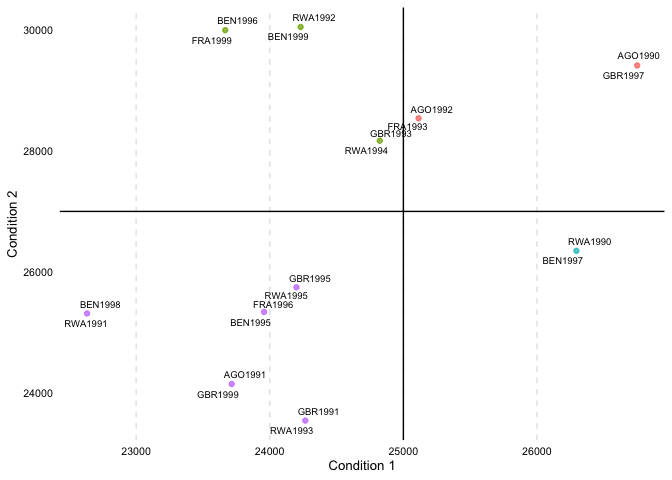 30000
28000
26000
24000
Condition 2
BEN1996
FRA1999
RWA1992
BEN1999
AGO1990
GBR1997
AGO1992
FRA1993
GBR1993
RWA1994
RWA1990
BEN1997
GBR1995
RWA1995
FRA1996
BEN1995
BEN1998
RWA1991
AGO1991
GBR1999
GBR1991
RWA1993
23000
24000
25000
26000
Condition 1